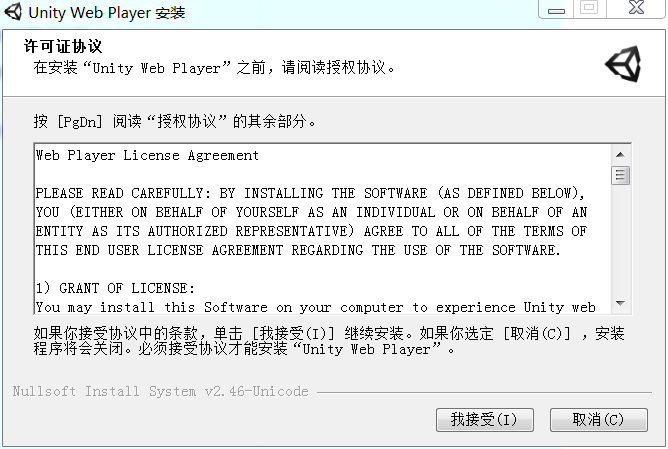 Unity Web Player 安装
许可证协议
在安装“Unity Web Player”之前，请阅读授权协议。
按 [PgDn] 阅读“授权协议”的其余部分。
Web Player License Agreement
PLEASE READ CAREFULLY: BY INSTALLING THE SOFTWARE (AS DEFINED BELOW),
YOU (EITHER ON BEHALF OF YOURSELF AS AN INDIVIDUAL OR ON BEHALF OF AN
ENTITY AS ITS AUTHORIZED REPRESENTATIVE) AGREE TO ALL OF THE TERMS OF
THIS END USER LICENSE AGREEMENT REGARDING THE USE OF THE SOFTWARE.
1) GRANT OF LICENSE:
You may install this Software on your computer to experience Unity web
如果你接受协议中的条款，单击 [我接受(I)] 继续安装。如果你选定 [取消(C)] ，安装
程序将会关闭。必须接受协议才能安装“Unity Web Player”。
Nullsoft Install System v2.46-Unicode
我接受(I)
取消(C)